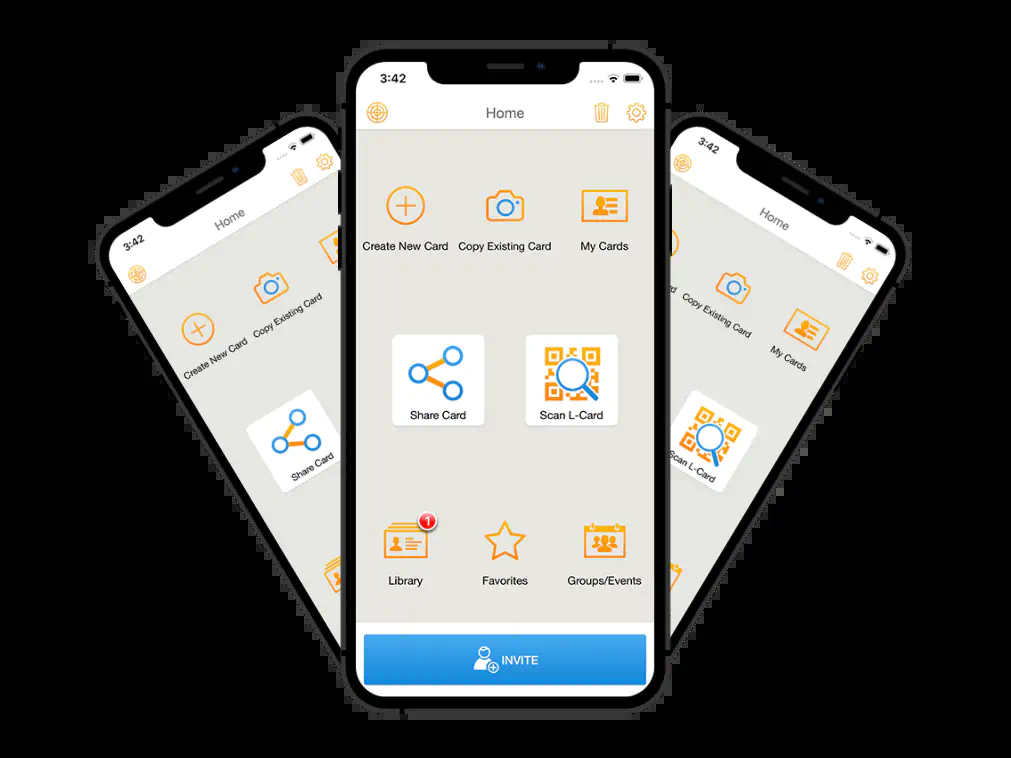 3:42
Home
Create New Card Copy Existing Card My Cards
Share Card Scan L-Card
1
Library Favorites Groups/Events
INVITE
3:42
Home
Create New Card
Copy Existing Card
Share Card
3:42
Home
Copy Existing Card
My Cards
Scan L-Card